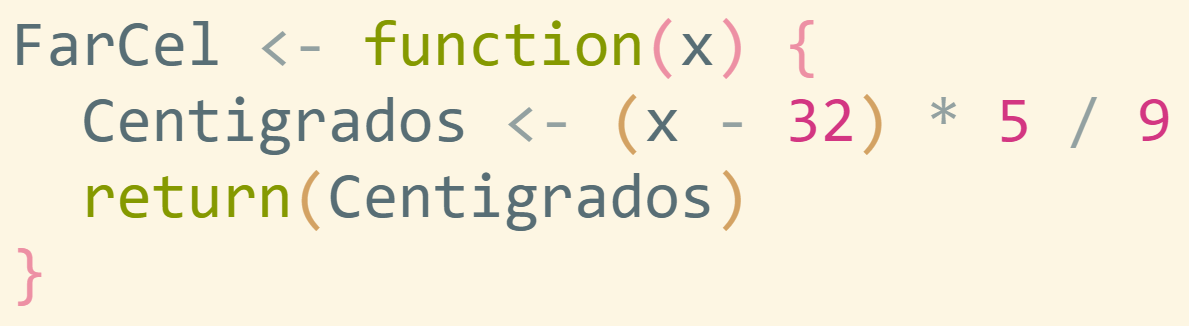 FarCel <- function(x) {
  Centigrados <- (x - 32) * 5 / 9
  return(Centigrados)
}